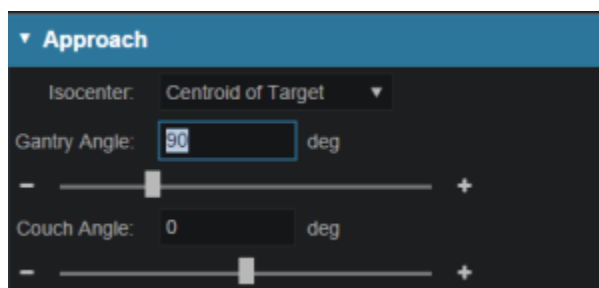 Approach
Isocenter: Centroid of Target
Gantry Angle: 90 deg
- +
Couch Angle: 0 deg
- +